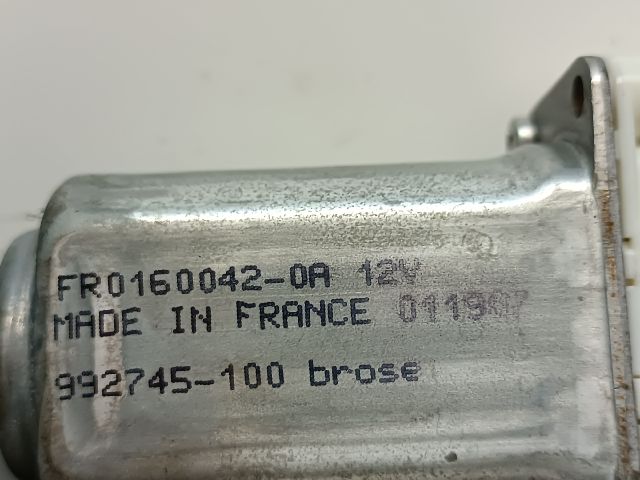 FR0160042-0A 12V
MADE IN FRANCE
992745-100 brose